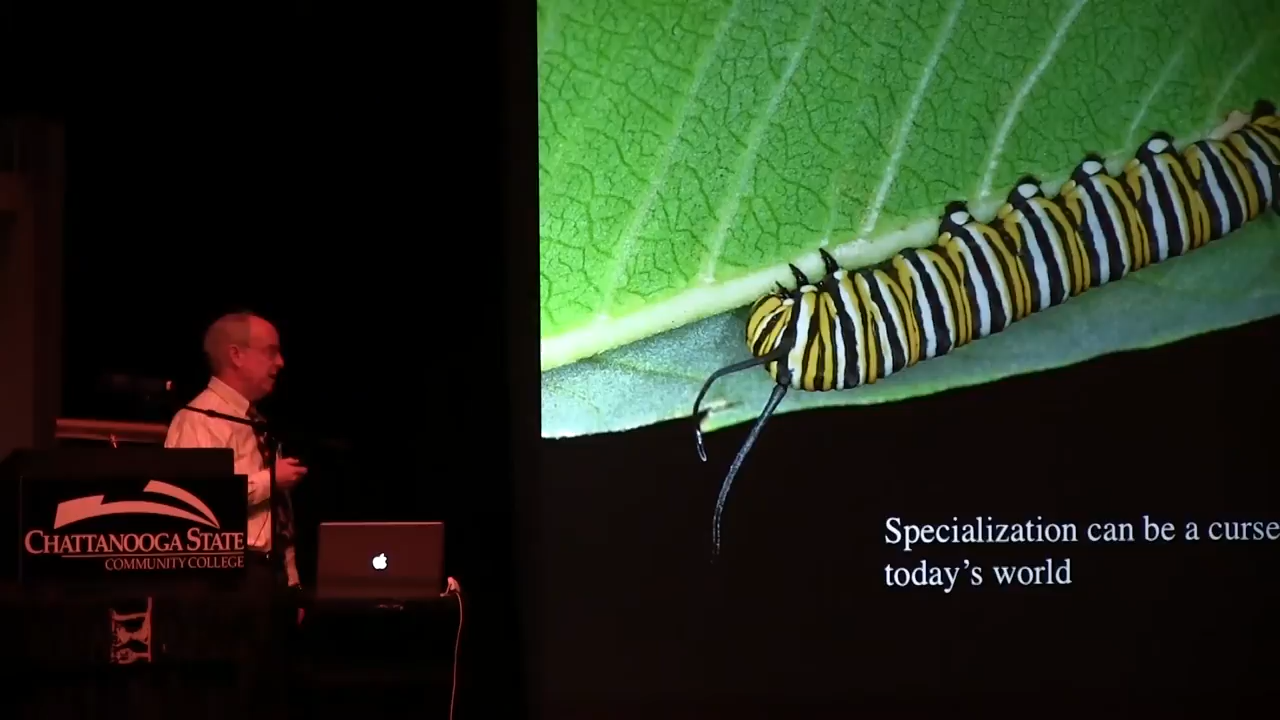 CHATTANOOGA STATE
COMMUNITY COLLEGE
Specialization can be a curse
today's world